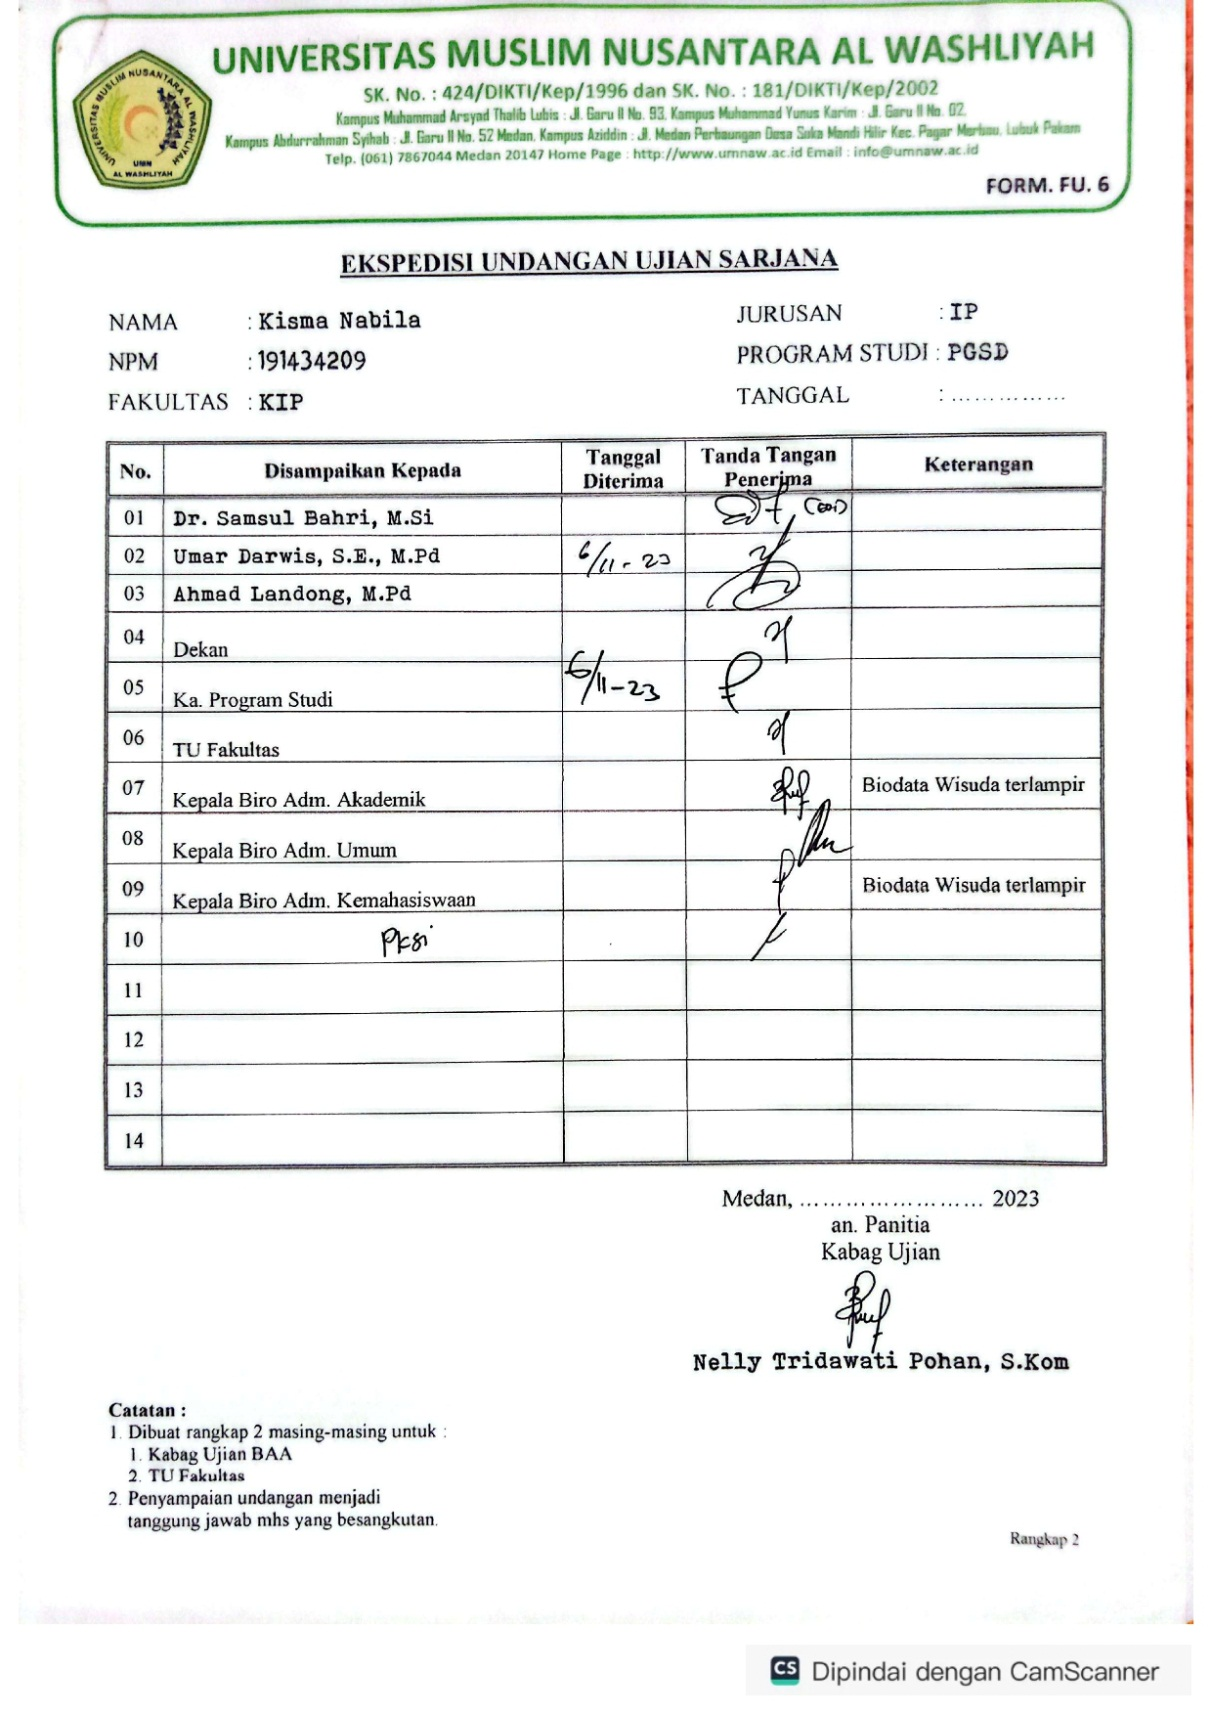 UNIVERSITAS MUSLIM NUSANTARA AL WASHLIYAH
SK. No. : 424/DIKTI/Kep/1996 dan SK. No. : 181/DIKTI/Kep/2002
Kampus Muhammad Arsyad Thalib Lubis : Jl. Garu II No. 93, Kampus Muhammad Yunus Karim : Jl. Garu II No. 02,
Kampus Abdurrahman Syihab : Jl. Garu II No. 52 Medan, Kampus Aziddin : Jl. Medan Perbaungan Desa Suka Mandi Hilir Kec. Pagar Merbau, Lubuk Pakam
Telp. (061) 7867044 Medan 20147 Home Page : http://www.umnaw.ac.id Email : info@umnaw.ac.id
UNIVERSITAS MUSLIM NUSANTARA AL WASHLIYAH
UMN
AL WASHLIYAH
FORM. FU. 6
EKSPEDISI UNDANGAN UJIAN SARJANA
NAMA : Kisma Nabila
NPM : 191434209
FAKULTAS : KIP
JURUSAN : IP
PROGRAM STUDI : PGSD
TANGGAL : ...............
No. Disampaikan Kepada Tanggal Diterima Tanda Tangan Penerima Keterangan
01 Dr. Samsul Bahri, M.Si
02 Umar Darwis, S.E., M.Pd 6/11-23
03 Ahmad Landong, M.Pd
04 Dekan
05 Ka. Program Studi 6/11-23
06 TU Fakultas
07 Kepala Biro Adm. Akademik Biodata Wisuda terlampir
08 Kepala Biro Adm. Umum
09 Kepala Biro Adm. Kemahasiswaan Biodata Wisuda terlampir
10 PKSi
11
12
13
14
Medan, ........................ 2023
an. Panitia
Kabag Ujian
Nelly Tridawati Pohan, S.Kom
Catatan :
1. Dibuat rangkap 2 masing-masing untuk :
1. Kabag Ujian BAA
2. TU Fakultas
2. Penyampaian undangan menjadi
tanggung jawab mhs yang besangkutan.
Rangkap 2
CS Dipindai dengan CamScanner